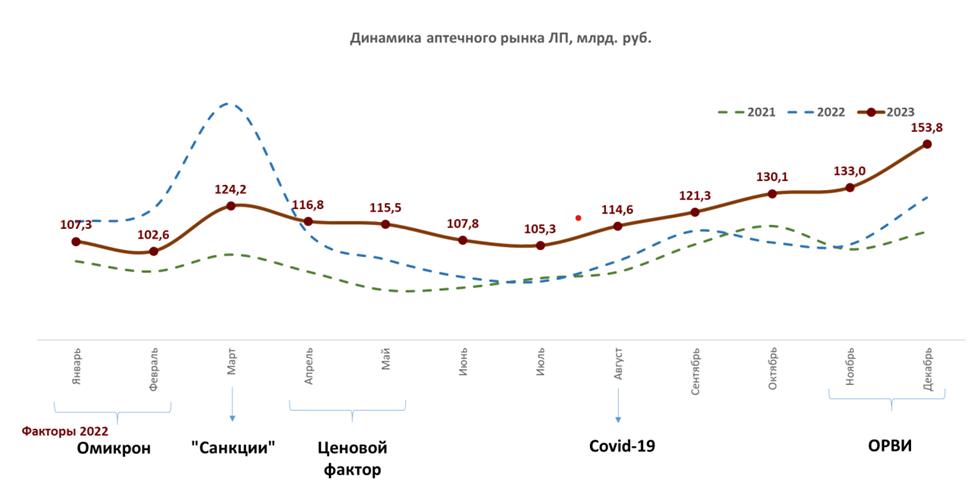 Динамика аптечного рынка ЛП, млрд. руб.
2021 2022 2023
107,3 102,6 124,2 116,8 115,5 107,8 105,3 114,6 121,3 130,1 133,0 153,8
Январь Февраль Март Апрель Май Июнь Июль Август Сентябрь Октябрь Ноябрь Декабрь
Факторы 2022
Омикрон
"Санкции"
Ценовой
фактор
Covid-19
ОРВИ